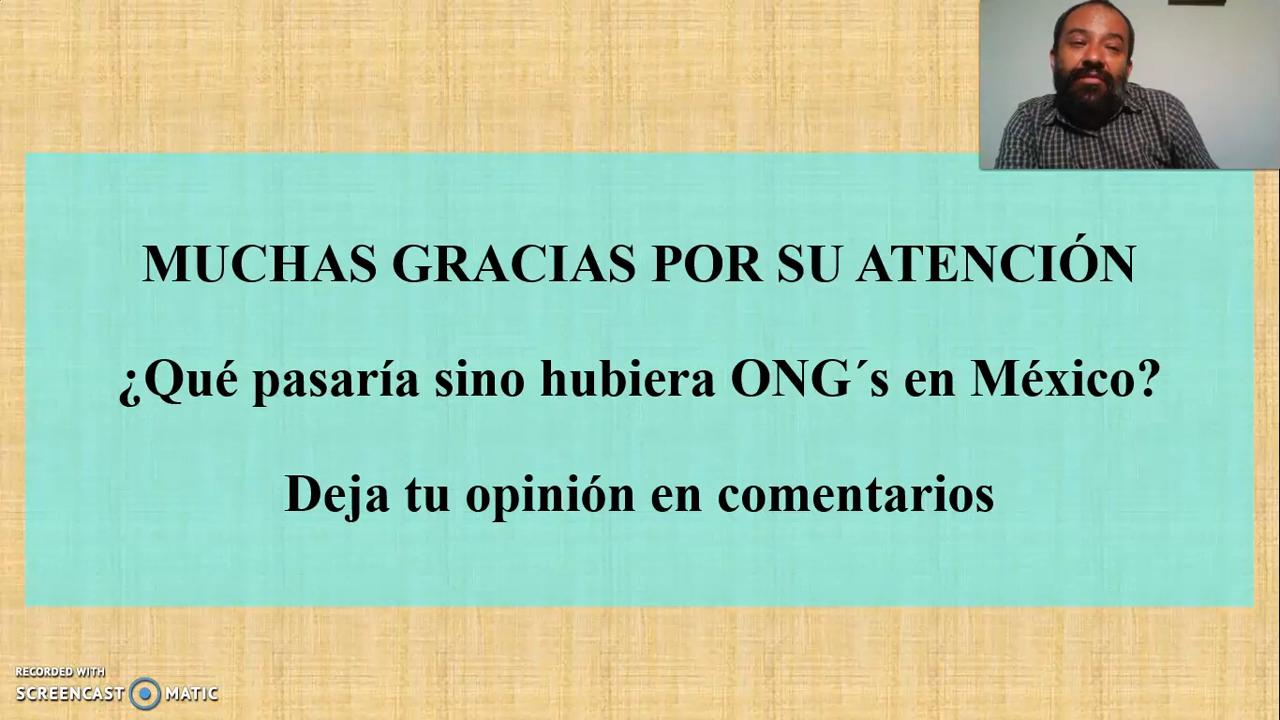 MUCHAS GRACIAS POR SU ATENCIÓN
¿Qué pasaría sino hubiera ONG´s en México?
Deja tu opinión en comentarios
RECORDED WITH
SCREENCAST MATIC